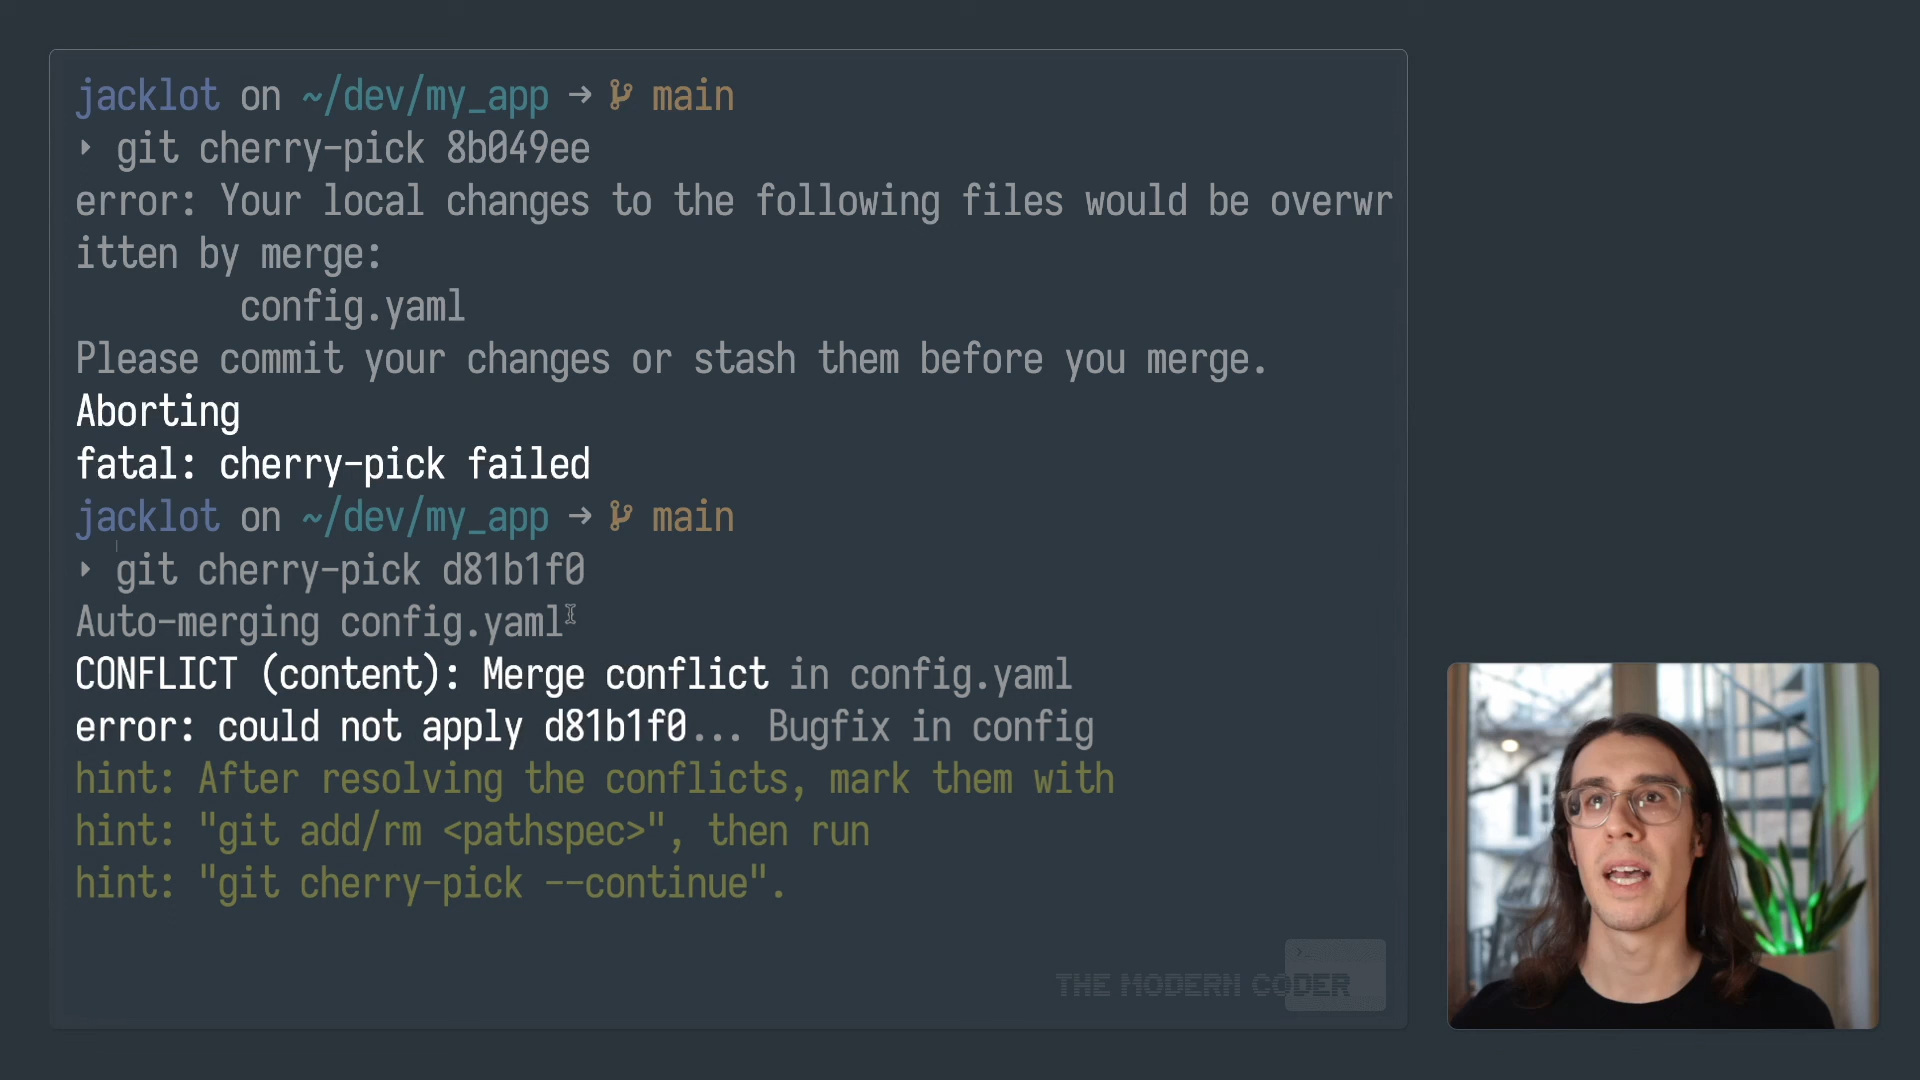 jacklot on ~/dev/my_app → main
‣ git cherry-pick 8b049ee
error: Your local changes to the following files would be overwr
itten by merge:
config.yaml
Please commit your changes or stash them before you merge.
Aborting
fatal: cherry-pick failed
jacklot on ~/dev/my_app → main
‣ git cherry-pick d81b1f0
Auto-merging config.yaml
CONFLICT (content): Merge conflict in config.yaml
error: could not apply d81b1f0... Bugfix in config
hint: After resolving the conflicts, mark them with
hint: "git add/rm <pathspec>", then run
hint: "git cherry-pick --continue".
THE MODERN CODER